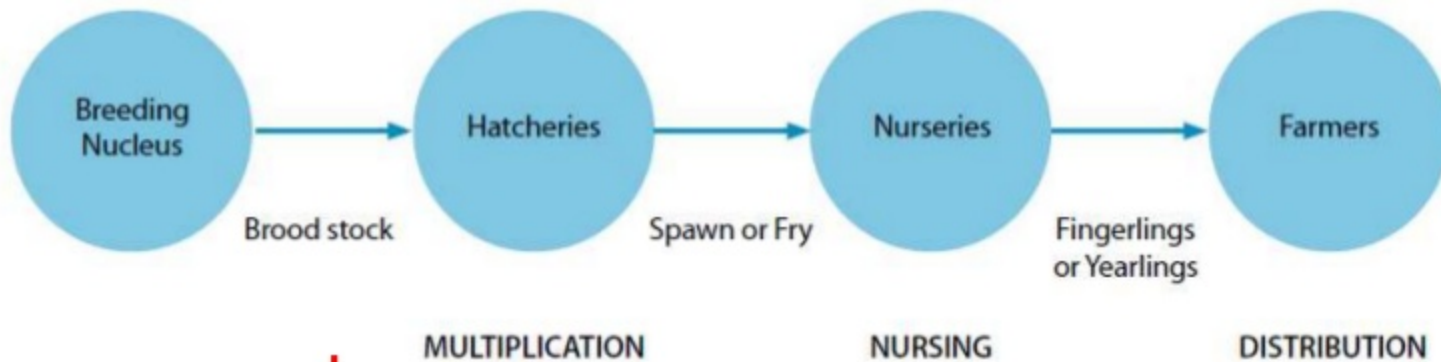 Breeding
Nucleus
Hatcheries
Nurseries
Farmers
Brood stock
Spawn or Fry
Fingerlings
or Yearlings
MULTIPLICATION
NURSING
DISTRIBUTION